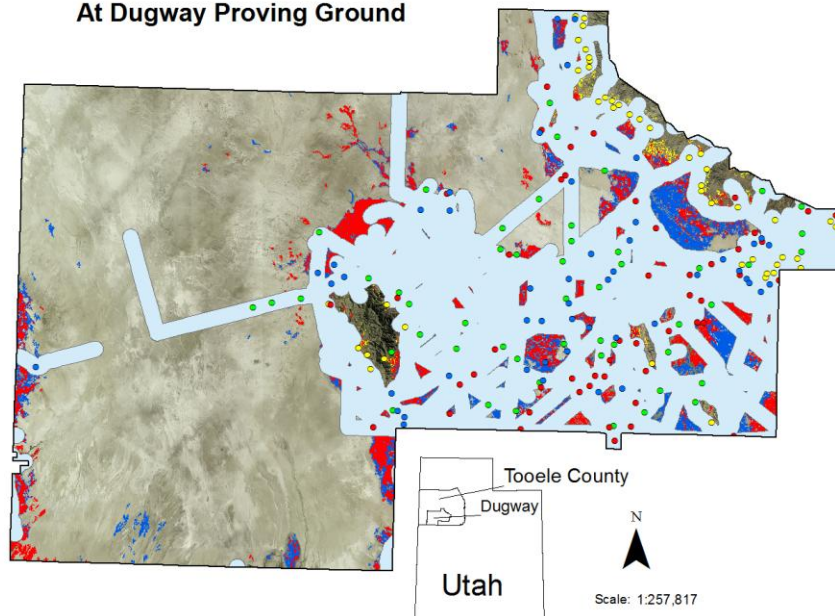 At Dugway Proving Ground
Tooele County
Dugway
Utah
N
Scale: 1:257,817